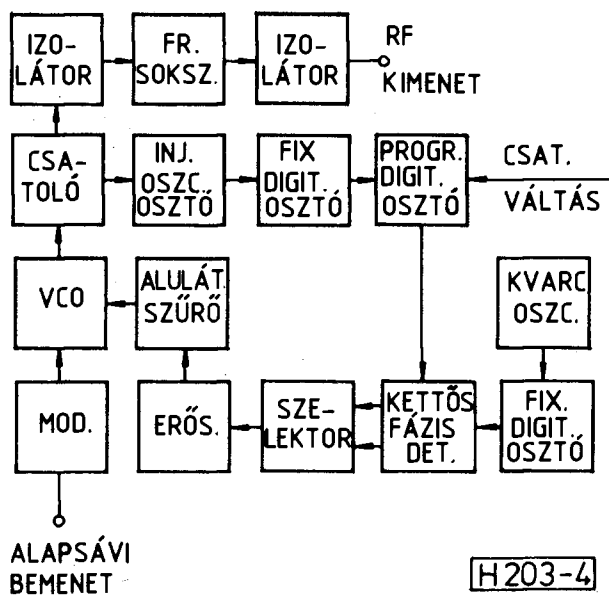 IZO-
LÁTOR
FR.
SOKSZ.
IZO-
LÁTOR
RF
KIMENET
CSA-
TOLÓ
INJ.
OSZC.
OSZTÓ
FIX
DIGIT.
OSZTÓ
PROGR.
DIGIT.
OSZTÓ
CSAT.
VÁLTÁS
VCO
ALULÁT.
SZŰRŐ
KVARC
OSZC.
MOD.
ERŐS.
SZE-
LEKTOR
KETTŐS
FÁZIS
DET.
FIX.
DIGIT.
OSZTÓ
ALAPSÁVI
BEMENET
H203-4